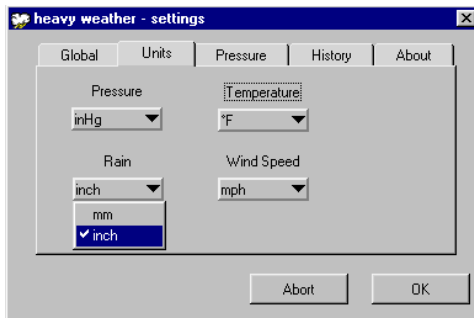 heavy weather - settings
Global Units Pressure History About
Pressure Temperature
inHg °F
Rain Wind Speed
inch mph
mm
inch
Abort OK